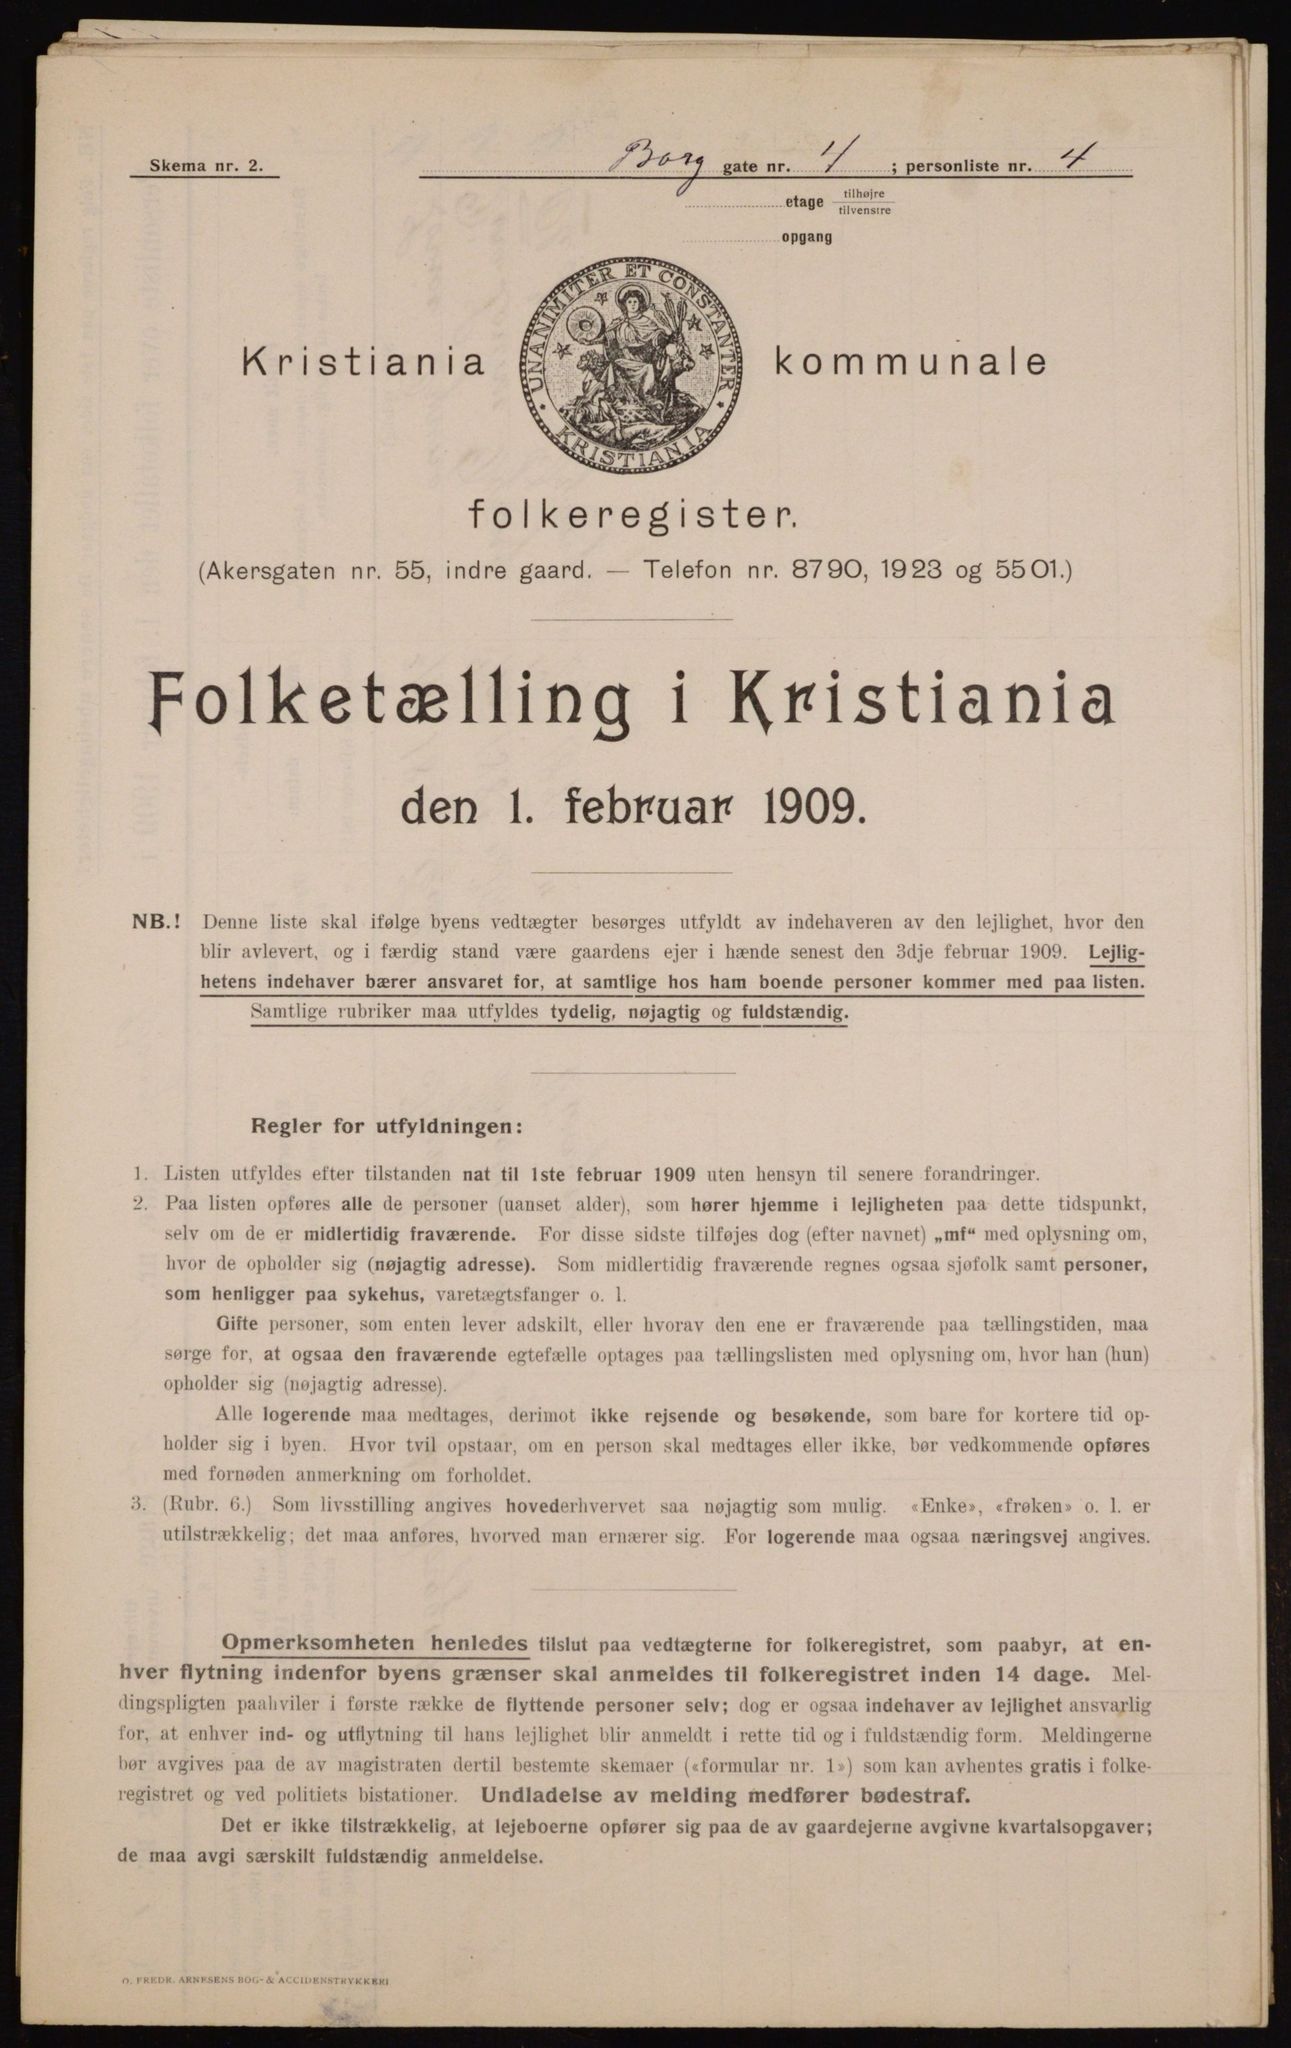 Skema nr. 2.
Borg gate nr. 4 ; personliste nr. 4
etage tilhøjre
tilvenstre
opgang
UNANIMITER ET CONSTANTER
KRISTIANIA
Kristiania kommunale
folkeregister.
(Akersgaten nr. 55, indre gaard. — Telefon nr. 8790, 1923 og 5501.)
Folketælling i Kristiania
den 1. februar 1909.
NB.! Denne liste skal ifølge byens vedtægter besørges utfyldt av indehaveren av den lejlighet, hvor den
blir avlevert, og i færdig stand være gaardens ejer i hænde senest den 3dje februar 1909. Lejlig-
hetens indehaver bærer ansvaret for, at samtlige hos ham boende personer kommer med paa listen.
Samtlige rubriker maa utfyldes tydelig, nøjagtig og fuldstændig.
Regler for utfyldningen:
1. Listen utfyldes efter tilstanden nat til 1ste februar 1909 uten hensyn til senere forandringer.
2. Paa listen opføres alle de personer (uanset alder), som hører hjemme i lejligheten paa dette tidspunkt,
selv om de er midlertidig fraværende. For disse sidste tilføjes dog (efter navnet) „mf“ med oplysning om,
hvor de opholder sig (nøjagtig adresse). Som midlertidig fraværende regnes ogsaa sjøfolk samt personer,
som henligger paa sykehus, varetægtsfanger o. l.
Gifte personer, som enten lever adskilt, eller hvorav den ene er fraværende paa tællingstiden, maa
sørge for, at ogsaa den fraværende egtefælle optages paa tællingslisten med oplysning om, hvor han (hun)
opholder sig (nøjagtig adresse).
Alle logerende maa medtages, derimot ikke rejsende og besøkende, som bare for kortere tid op-
holder sig i byen. Hvor tvil opstaar, om en person skal medtages eller ikke, bør vedkommende opføres
med fornøden anmerkning om forholdet.
3. (Rubr. 6.) Som livsstilling angives hovederhvervet saa nøjagtig som mulig. «Enke», «frøken» o. l. er
utilstrækkelig; det maa anføres, hvorved man ernærer sig. For logerende maa ogsaa næringsvej angives.
Opmerksomheten henledes tilslut paa vedtægterne for folkeregistret, som paabyr, at en-
hver flytning indenfor byens grænser skal anmeldes til folkeregistret inden 14 dage. Mel-
dingspligten paahviler i første række de flyttende personer selv; dog er ogsaa indehaver av lejlighet ansvarlig
for, at enhver ind- og utflytning til hans lejlighet blir anmeldt i rette tid og i fuldstændig form. Meldingerne
bør avgives paa de av magistraten dertil bestemte skemaer («formular nr. 1») som kan avhentes gratis i folke-
registret og ved politiets bistationer. Undladelse av melding medfører bødestraf.
Det er ikke tilstrækkelig, at lejeboerne opfører sig paa de av gaardejerne avgivne kvartalsopgaver;
de maa avgi særskilt fuldstændig anmeldelse.
O. FREDR. ARNESENS BOG- & ACCIDENSTRYKKERI